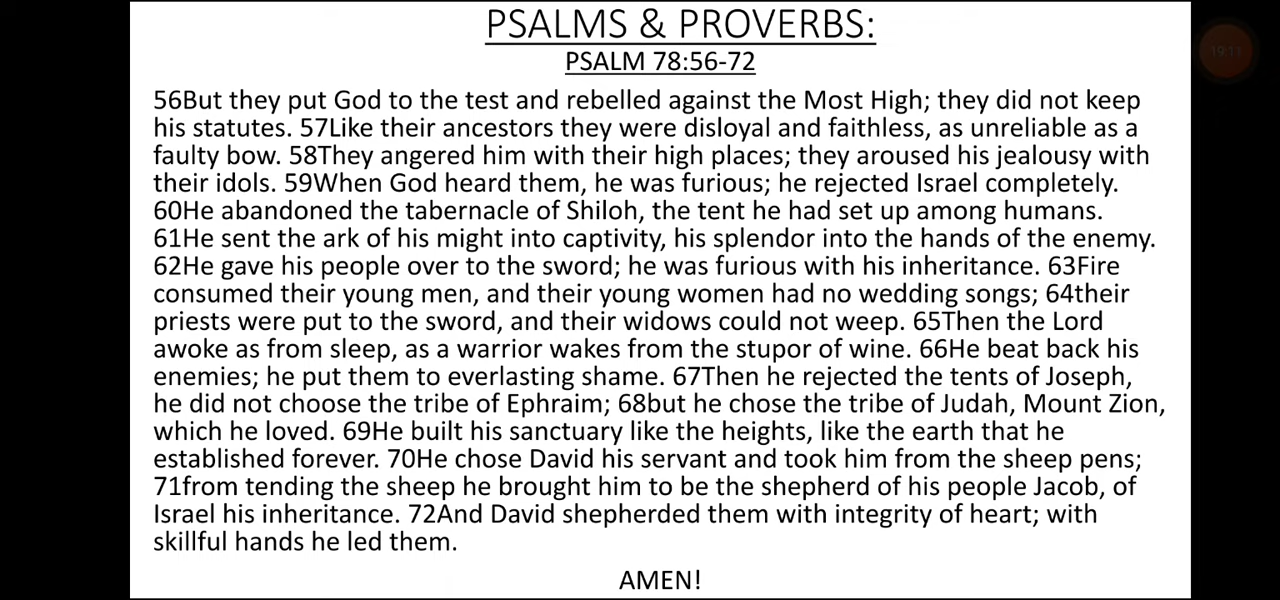 PSALMS & PROVERBS:
19:11
PSALM 78:56-72
56But they put God to the test and rebelled against the Most High; they did not keep
his statutes. 57Like their ancestors they were disloyal and faithless, as unreliable as a
faulty bow. 58They angered him with their high places; they aroused his jealousy with
their idols. 59When God heard them, he was furious; he rejected Israel completely.
60He abandoned the tabernacle of Shiloh, the tent he had set up among humans.
61He sent the ark of his might into captivity, his splendor into the hands of the enemy.
62He gave his people over to the sword; he was furious with his inheritance. 63Fire
consumed their young men, and their young women had no wedding songs; 64their
priests were put to the sword, and their widows could not weep. 65Then the Lord
awoke as from sleep, as a warrior wakes from the stupor of wine. 66He beat back his
enemies; he put them to everlasting shame. 67Then he rejected the tents of Joseph,
he did not choose the tribe of Ephraim; 68but he chose the tribe of Judah, Mount Zion,
which he loved. 69He built his sanctuary like the heights, like the earth that he
established forever. 70He chose David his servant and took him from the sheep pens;
71from tending the sheep he brought him to be the shepherd of his people Jacob, of
Israel his inheritance. 72And David shepherded them with integrity of heart; with
skillful hands he led them.
AMEN!